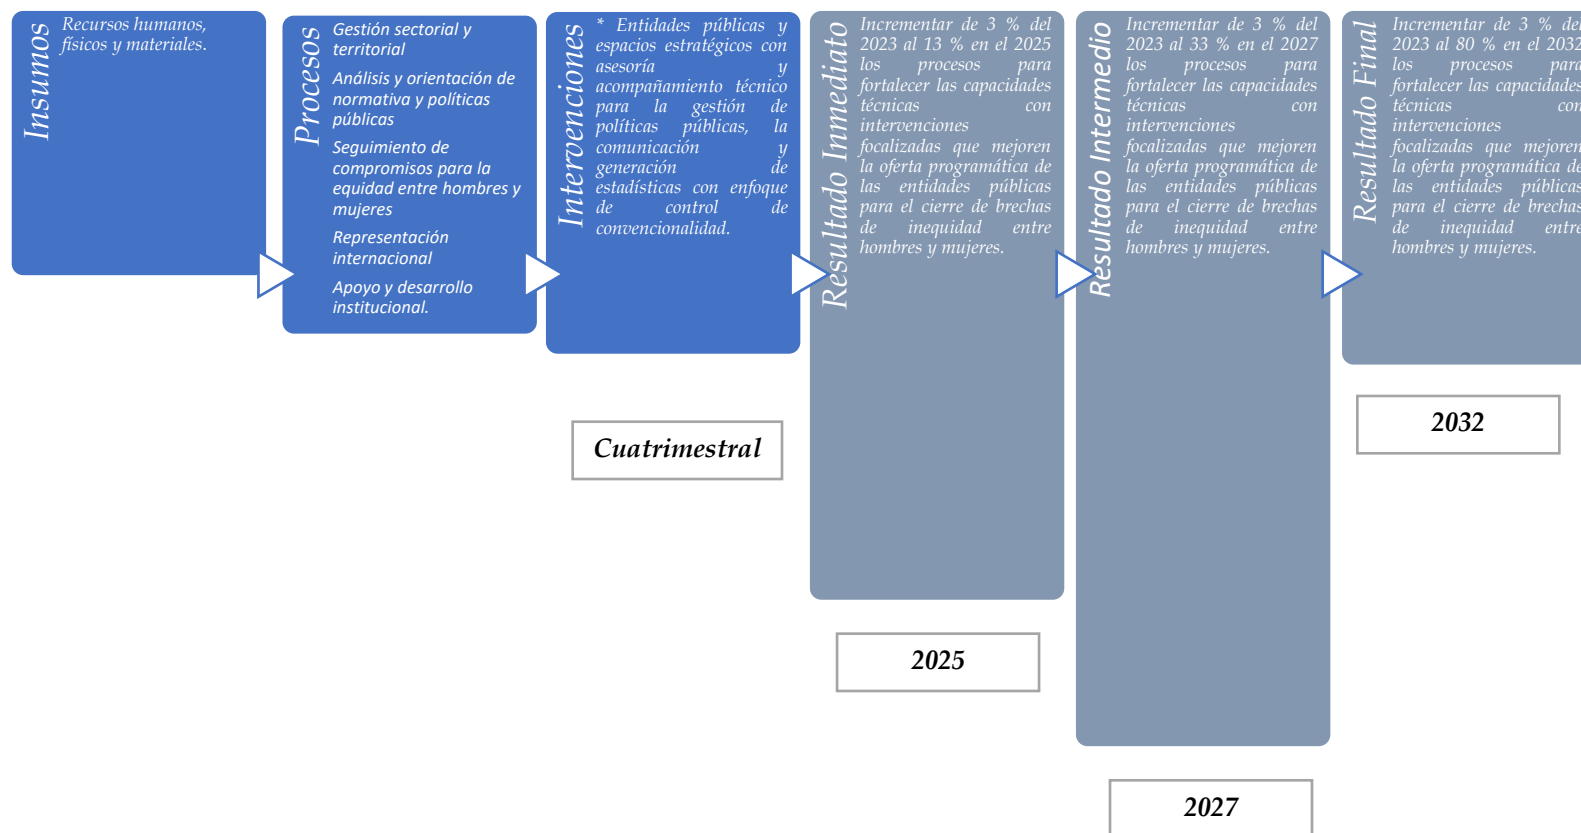 Insumos
Recursos humanos,
físicos y materiales.
Procesos
Gestión sectorial y
territorial
Análisis y orientación de
normativa y políticas
públicas
Seguimiento de
compromisos para la
equidad entre hombres y
mujeres
Representación
internacional
Apoyo y desarrollo
institucional.
Intervenciones
* Entidades públicas y
espacios estratégicos con
asesoría y
acompañamiento técnico
para la gestión de
políticas públicas, la
comunicación y
generación de
estadísticas con enfoque
de control de
convencionalidad.
Cuatrimestral
Resultado Inmediato
Incrementar de 3 % del
2023 al 13 % en el 2025
los procesos para
fortalecer las capacidades
técnicas con
intervenciones
focalizadas que mejoren
la oferta programática de
las entidades públicas
para el cierre de brechas
de inequidad entre
hombres y mujeres.
2025
Resultado Intermedio
Incrementar de 3 % del
2023 al 33 % en el 2027
los procesos para
fortalecer las capacidades
técnicas con
intervenciones
focalizadas que mejoren
la oferta programática de
las entidades públicas
para el cierre de brechas
de inequidad entre
hombres y mujeres.
2027
Resultado Final
Incrementar de 3 % del
2023 al 80 % en el 2032
los procesos para
fortalecer las capacidades
técnicas con
intervenciones
focalizadas que mejoren
la oferta programática de
las entidades públicas
para el cierre de brechas
de inequidad entre
hombres y mujeres.
2032